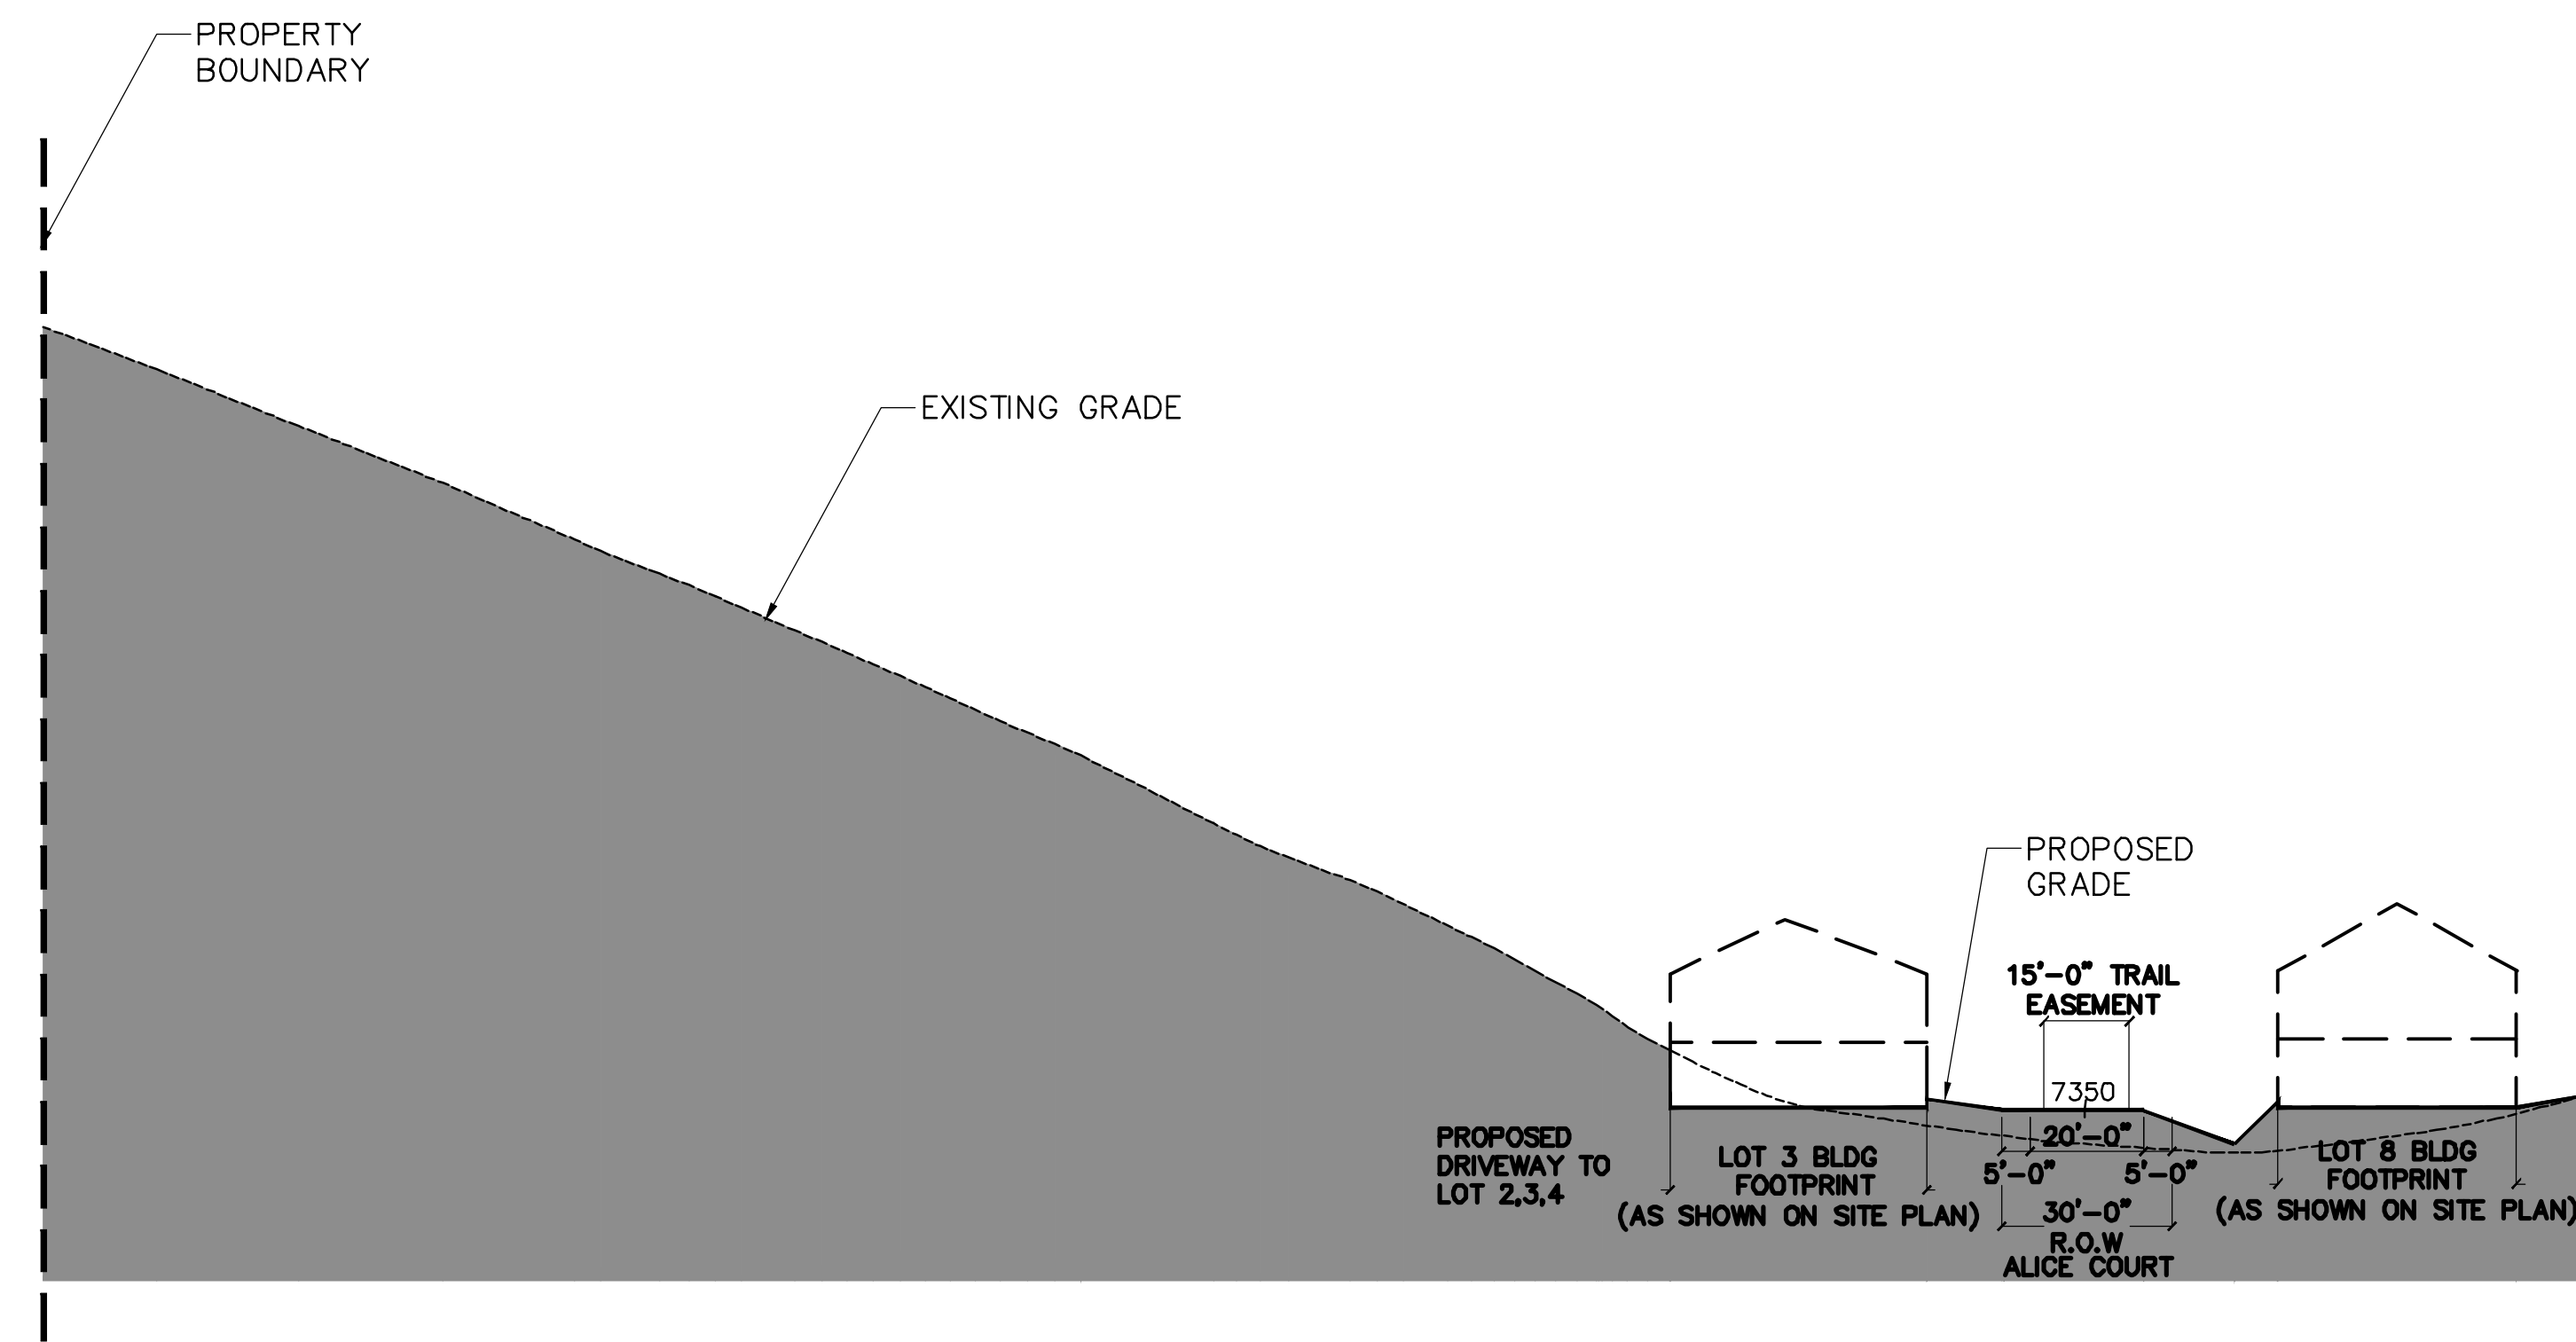 PROPERTY
BOUNDARY
EXISTING GRADE
PROPOSED
GRADE
15'-0" TRAIL
EASEMENT
7350
20'-0"
5'-0"
5'-0"
30'-0"
R.O.W
ALICE COURT
PROPOSED
DRIVEWAY TO
LOT 2,3,4
LOT 3 BLDG
FOOTPRINT
(AS SHOWN ON SITE PLAN)
LOT 8 BLDG
FOOTPRINT
(AS SHOWN ON SITE PLAN)